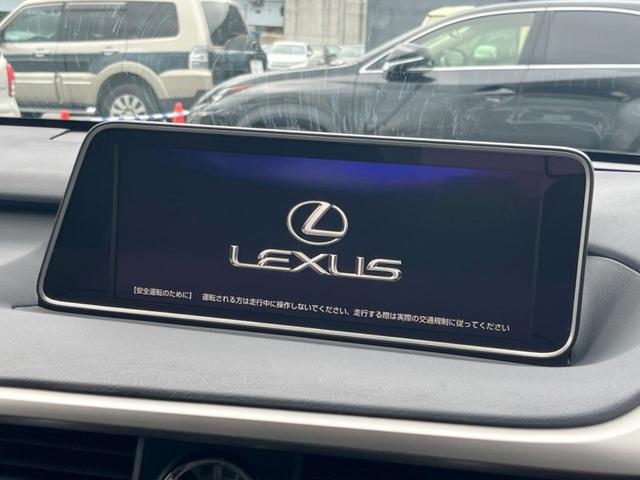 LEXUS
【安全運転のために】 運転される方は走行中に操作しないでください、走行する際は実際の交通規制に従ってください